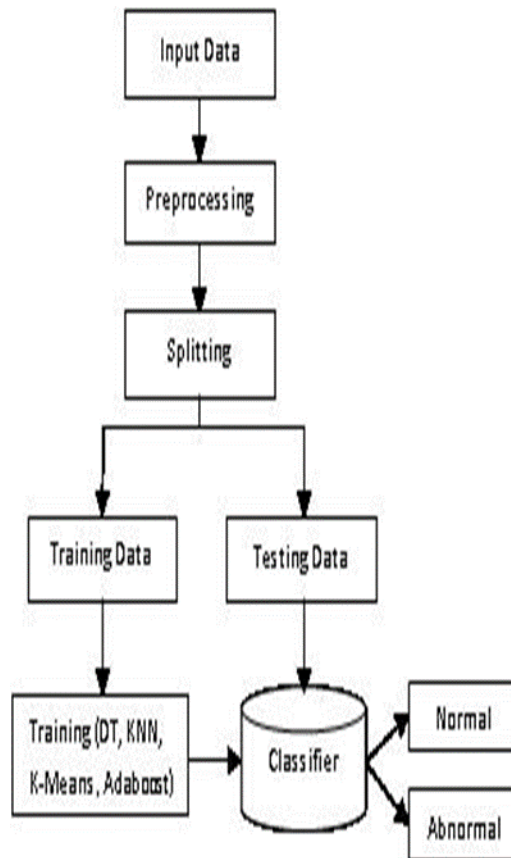 Input Data
Preprocessing
Splitting
Training Data
Testing Data
Training (DT, KNN,
K-Means, Adaboost)
Classifier
Normal
Abnormal